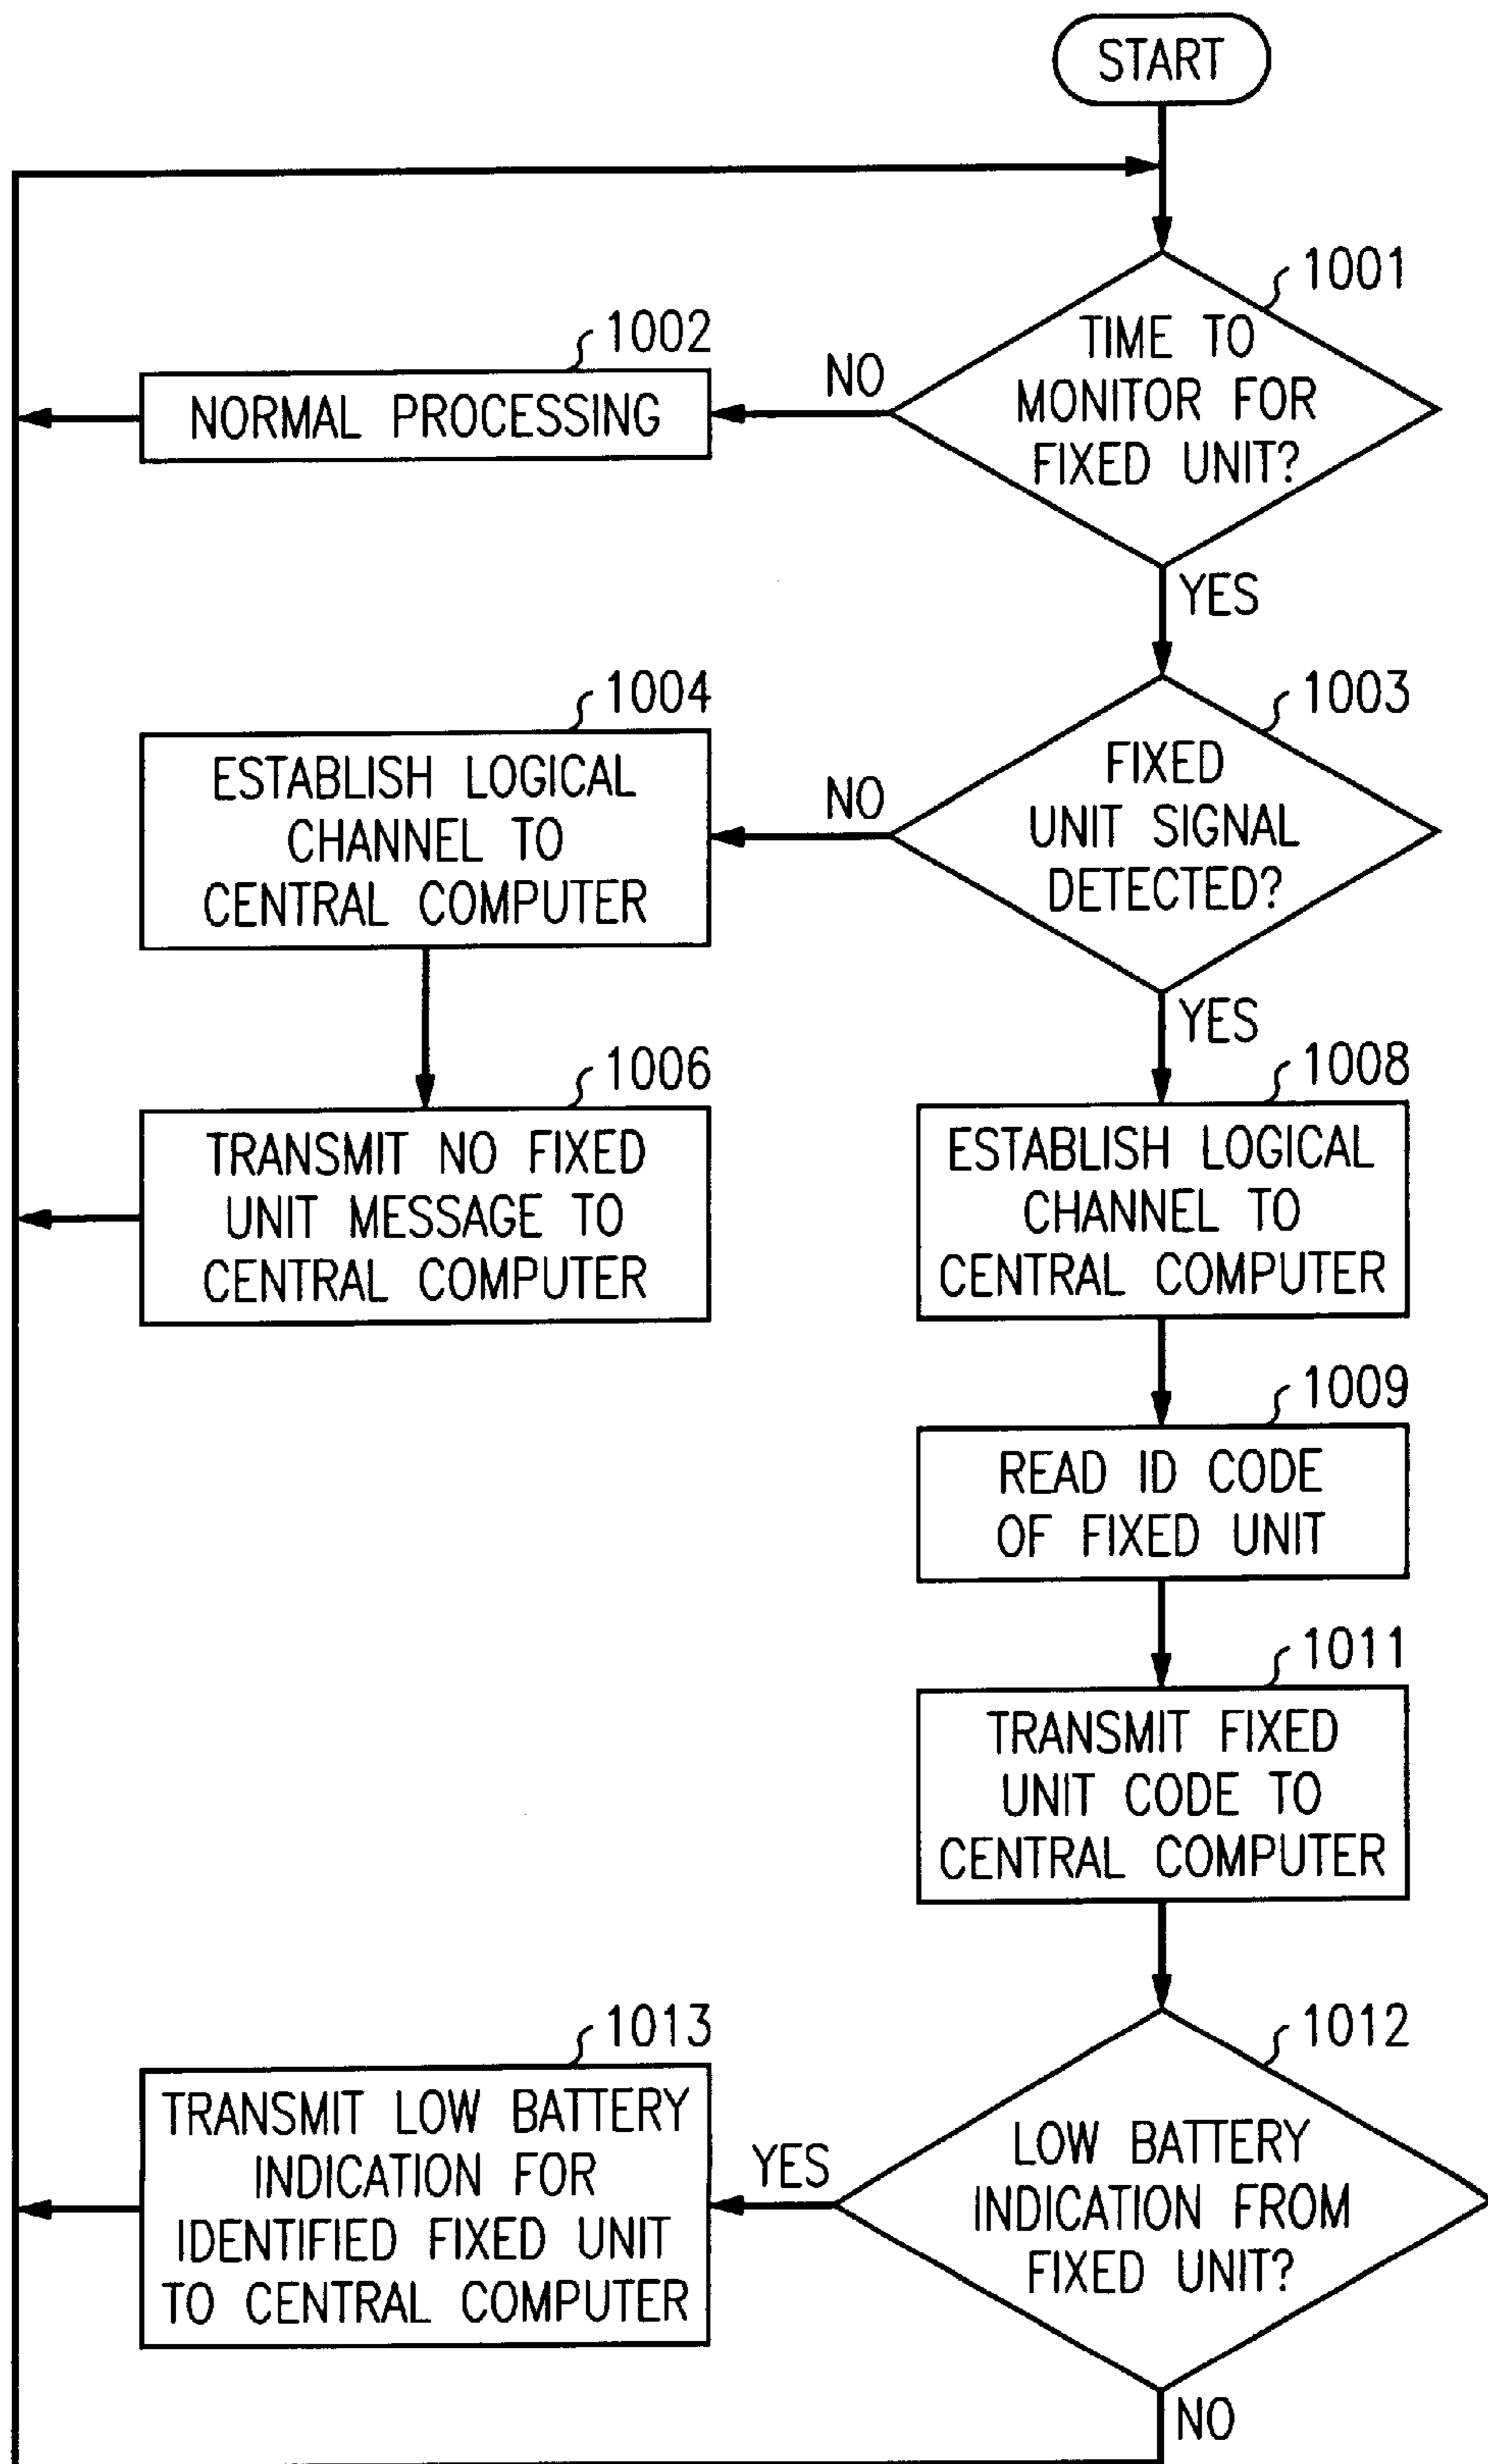 START
1001
TIME TO
MONITOR FOR
FIXED UNIT?
NO
1002
NORMAL PROCESSING
YES
1003
FIXED
UNIT SIGNAL
DETECTED?
NO
1004
ESTABLISH LOGICAL
CHANNEL TO
CENTRAL COMPUTER
1006
TRANSMIT NO FIXED
UNIT MESSAGE TO
CENTRAL COMPUTER
YES
1008
ESTABLISH LOGICAL
CHANNEL TO
CENTRAL COMPUTER
1009
READ ID CODE
OF FIXED UNIT
1011
TRANSMIT FIXED
UNIT CODE TO
CENTRAL COMPUTER
1012
LOW BATTERY
INDICATION FROM
FIXED UNIT?
YES
1013
TRANSMIT LOW BATTERY
INDICATION FOR
IDENTIFIED FIXED UNIT
TO CENTRAL COMPUTER
NO